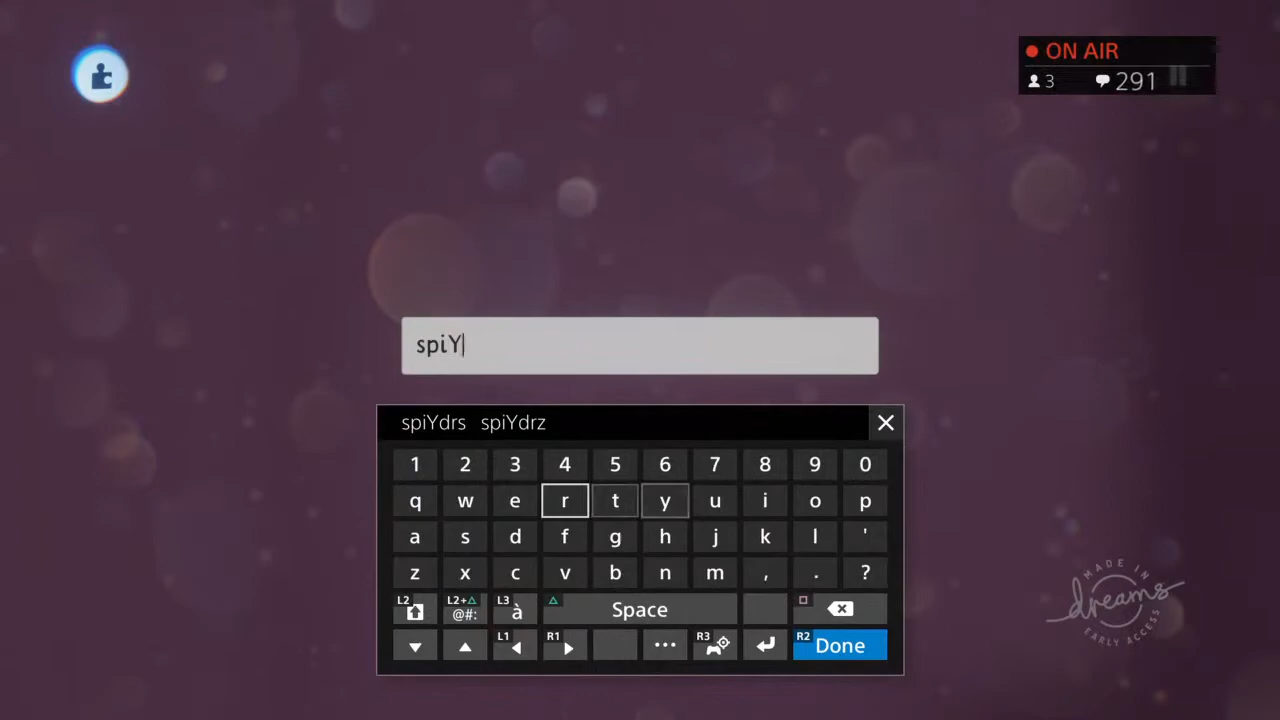 ON AIR
3 291
spiY
spiYdrs spiYdrz
1 2 3 4 5 6 7 8 9 0
q w e r t y u i o p
a s d f g h j k l '
z x c v b n m , . ?
L2 L2+△ @#: L3 à △ Space □
L1 R1 ... R3 R2 Done
MADE IN
dreams
EARLY ACCESS